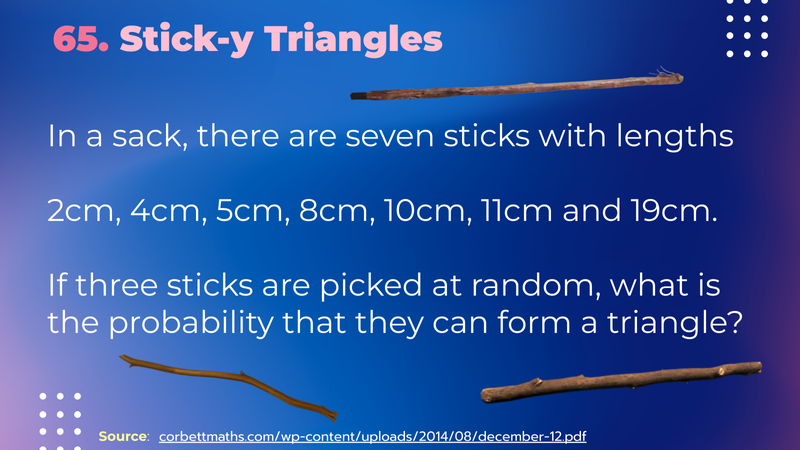 65. Stick-y Triangles
In a sack, there are seven sticks with lengths
2cm, 4cm, 5cm, 8cm, 10cm, 11cm and 19cm.
If three sticks are picked at random, what is
the probability that they can form a triangle?
Source: corbettmaths.com/wp-content/uploads/2014/08/december-12.pdf